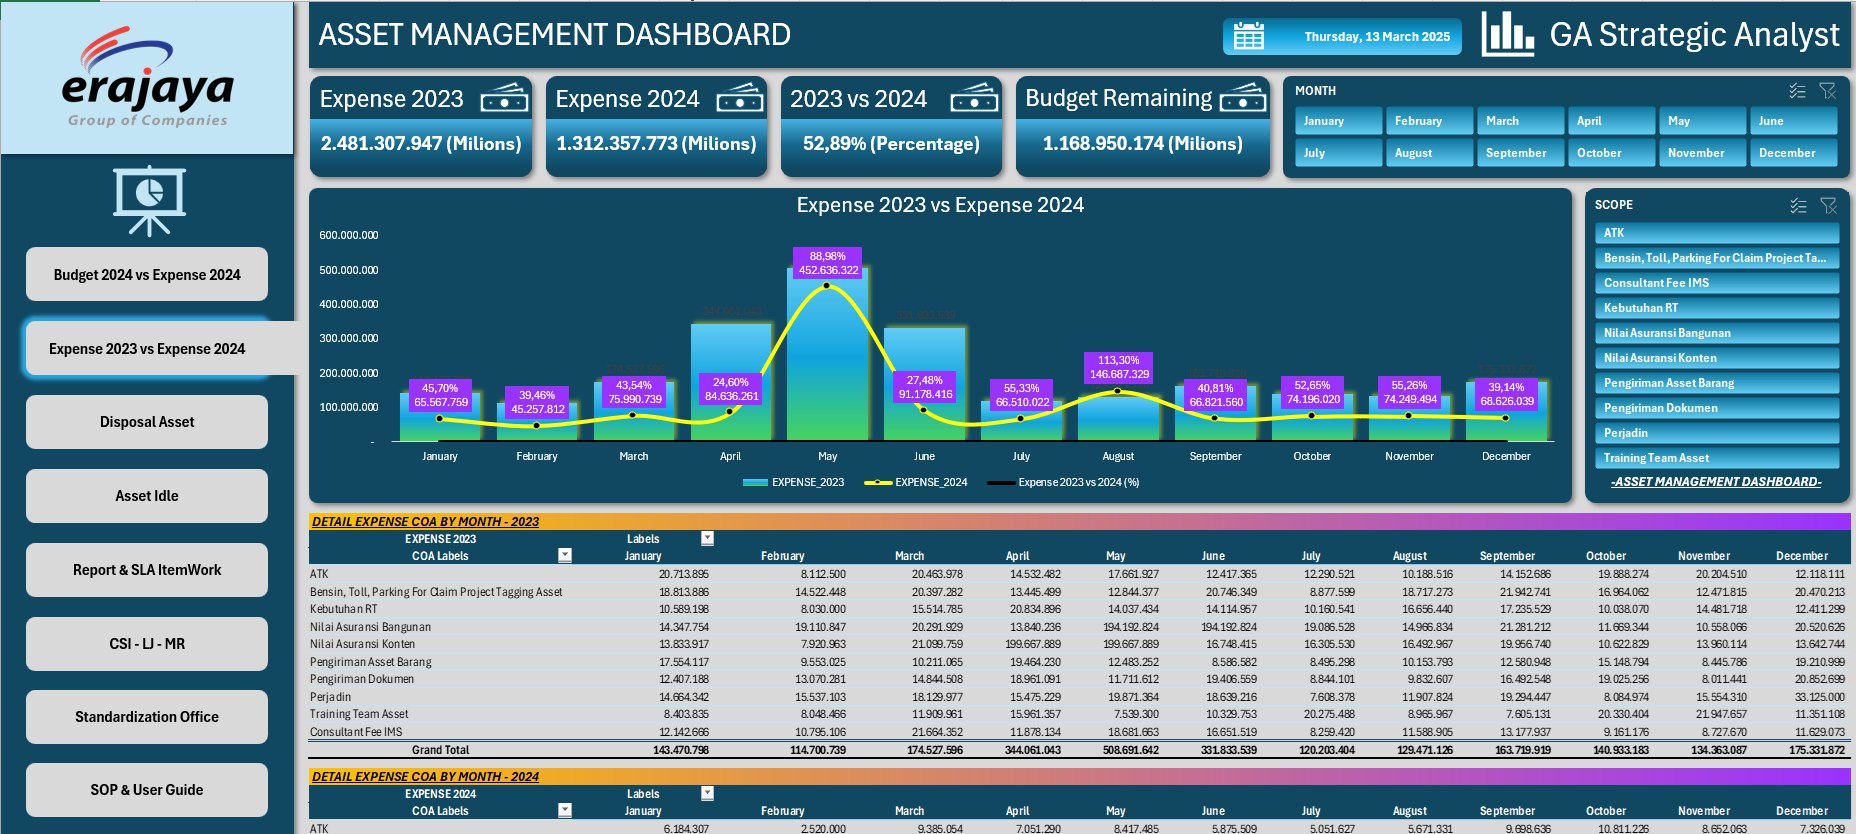 erajaya
Group of Companies
Budget 2024 vs Expense 2024
Expense 2023 vs Expense 2024
Disposal Asset
Asset Idle
Report & SLA ItemWork
CSI - LJ - MR
Standardization Office
SOP & User Guide
ASSET MANAGEMENT DASHBOARD
Thursday, 13 March 2025
GA Strategic Analyst
Expense 2023
2.481.307.947 (Milions)
Expense 2024
1.312.357.773 (Milions)
2023 vs 2024
52,89% (Percentage)
Budget Remaining
1.168.950.174 (Milions)
MONTH
January February March April May June
July August September October November December
Expense 2023 vs Expense 2024
600.000.000
500.000.000
400.000.000
300.000.000
200.000.000
100.000.000
-
45,70%
65.567.759
39,46%
45.257.812
43,54%
75.990.739
24,60%
84.636.261
88,98%
452.636.322
27,48%
91.178.416
55,33%
66.510.022
113,30%
146.687.329
40,81%
66.821.560
52,65%
74.196.020
55,26%
74.249.494
39,14%
68.626.039
January February March April May June July August September October November December
EXPENSE_2023 EXPENSE_2024 Expense 2023 vs 2024 (%)
SCOPE
ATK
Bensin, Toll, Parking For Claim Project Ta...
Consultant Fee IMS
Kebutuhan RT
Nilai Asuransi Bangunan
Nilai Asuransi Konten
Pengiriman Asset Barang
Pengiriman Dokumen
Perjadin
Training Team Asset
-ASSET MANAGEMENT DASHBOARD-
DETAIL EXPENSE COA BY MONTH - 2023
EXPENSE 2023 Labels
COA Labels January February March April May June July August September October November December
ATK 20.713.895 8.112.500 20.463.978 14.532.482 17.661.927 12.417.365 12.290.521 10.188.516 14.152.686 19.888.274 20.204.510 12.118.111
Bensin, Toll, Parking For Claim Project Tagging Asset 18.813.886 14.522.448 20.397.282 13.445.499 12.844.377 20.746.349 8.877.599 18.717.273 21.942.741 16.964.062 12.471.815 20.470.213
Kebutuhan RT 10.589.198 8.030.000 15.514.785 20.834.896 14.037.434 14.114.957 10.160.541 16.656.440 17.235.529 10.038.070 14.481.718 12.411.299
Nilai Asuransi Bangunan 14.347.754 19.110.847 20.291.929 13.840.236 194.192.824 194.192.824 19.086.528 14.966.834 21.281.212 11.669.344 10.558.066 20.520.626
Nilai Asuransi Konten 13.833.917 7.920.963 21.099.759 199.667.889 199.667.889 16.748.415 16.305.530 16.492.967 19.956.740 10.622.829 13.960.114 13.642.744
Pengiriman Asset Barang 17.554.117 9.553.025 10.211.065 19.464.230 12.483.252 8.586.582 8.495.298 10.153.793 12.580.948 15.148.794 8.445.786 19.210.999
Pengiriman Dokumen 12.407.188 13.070.281 14.844.508 18.961.091 11.711.612 19.406.559 8.844.101 9.832.607 16.492.548 19.025.256 8.011.441 20.852.699
Perjadin 14.664.342 15.537.103 18.129.977 15.475.229 19.871.364 18.639.216 7.608.378 11.907.824 19.294.447 8.084.974 15.554.310 33.125.000
Training Team Asset 8.403.835 8.048.466 11.909.961 15.961.357 7.539.300 10.329.753 20.275.488 8.965.967 7.605.131 20.330.404 21.947.657 11.351.108
Consultant Fee IMS 12.142.666 10.795.106 21.664.352 11.878.134 18.681.663 16.651.519 8.259.420 11.588.905 13.177.937 9.161.176 8.727.670 11.629.073
Grand Total 143.470.798 114.700.739 174.527.596 344.061.043 508.691.642 331.833.539 120.203.404 129.471.126 163.719.919 140.933.183 134.363.087 175.331.872
DETAIL EXPENSE COA BY MONTH - 2024
EXPENSE 2024 Labels
COA Labels January February March April May June July August September October November December
ATK 6.184.307 2.520.000 9.385.054 7.051.290 8.417.485 5.875.509 5.051.627 5.671.331 9.698.636 10.811.226 8.652.063 7.326.039